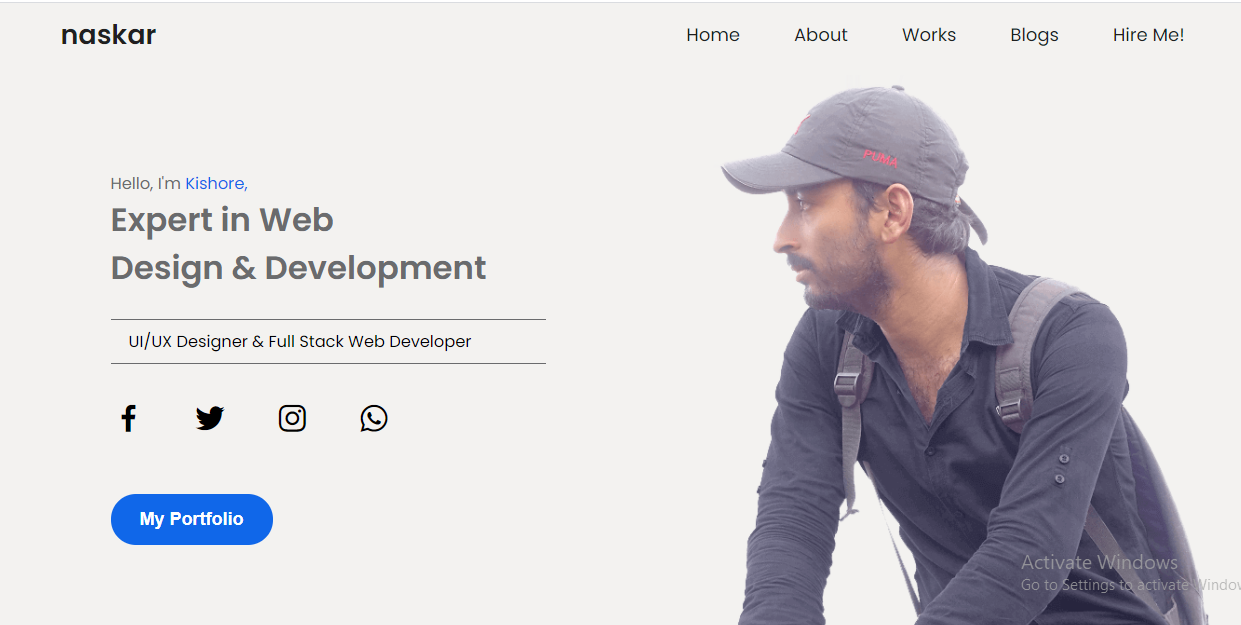 naskar
Home About Works Blogs Hire Me!
PUMA
Hello, I'm Kishore,
Expert in Web
Design & Development
UI/UX Designer & Full Stack Web Developer
My Portfolio
Activate Windows
Go to Settings to activate Window